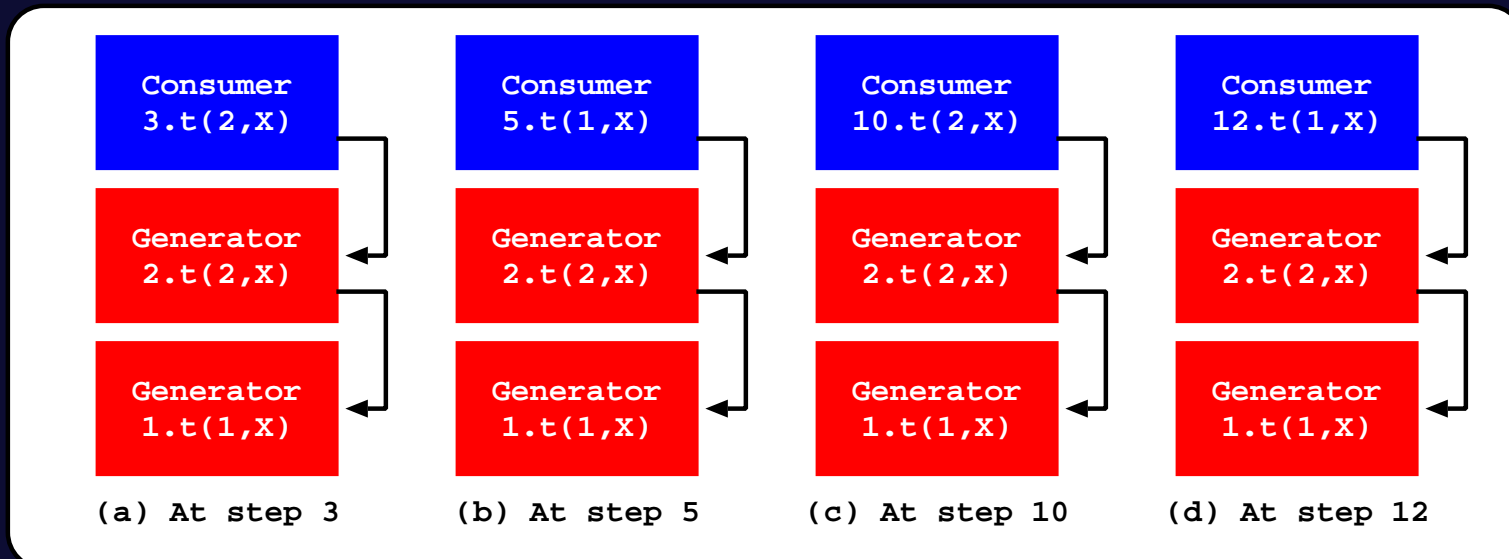 Consumer
3.t(2,X)
Generator
2.t(2,X)
Generator
1.t(1,X)
(a) At step 3
Consumer
5.t(1,X)
Generator
2.t(2,X)
Generator
1.t(1,X)
(b) At step 5
Consumer
10.t(2,X)
Generator
2.t(2,X)
Generator
1.t(1,X)
(c) At step 10
Consumer
12.t(1,X)
Generator
2.t(2,X)
Generator
1.t(1,X)
(d) At step 12